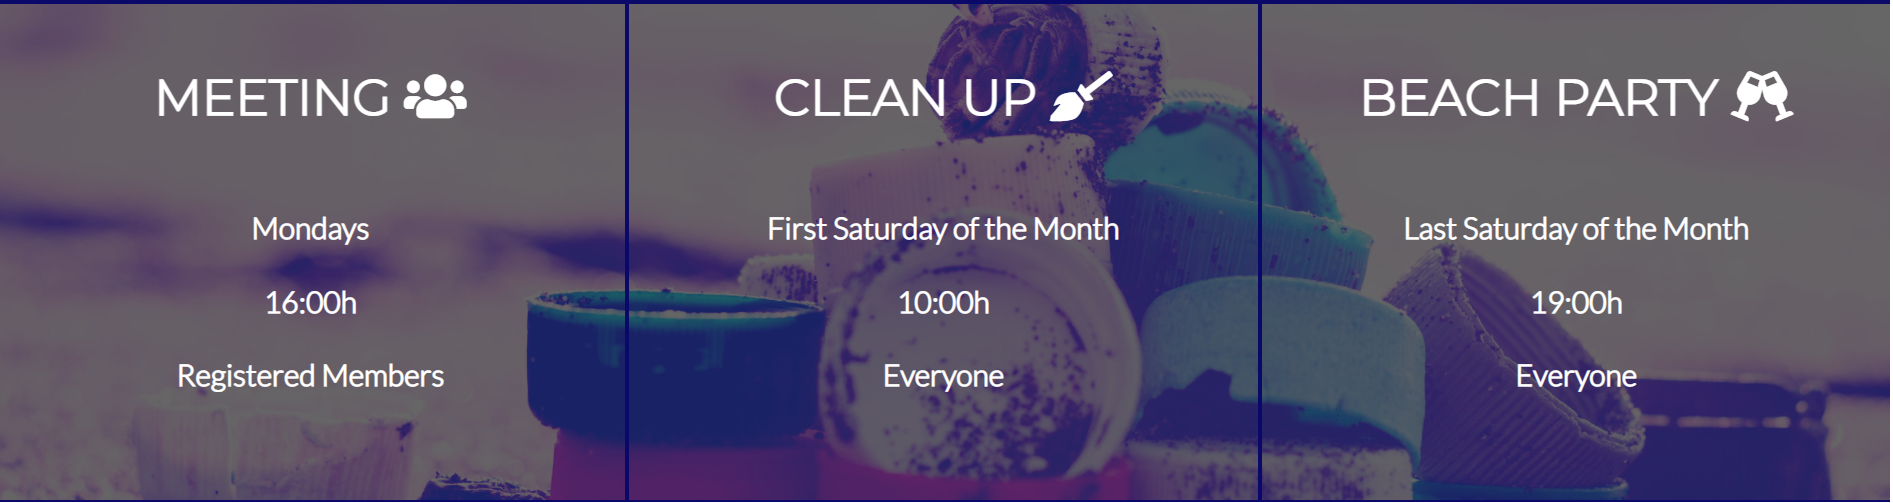 MEETING
Mondays
16:00h
Registered Members
CLEAN UP
First Saturday of the Month
10:00h
Everyone
BEACH PARTY
Last Saturday of the Month
19:00h
Everyone